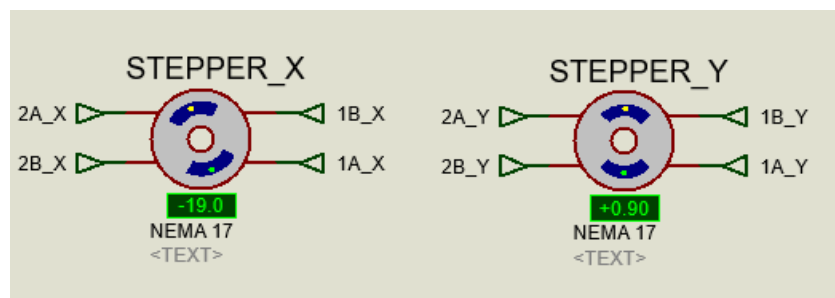 STEPPER_X
2A_X
1B_X
2B_X
1A_X
-19.0
NEMA 17
<TEXT>
STEPPER_Y
2A_Y
1B_Y
2B_Y
1A_Y
+0.90
NEMA 17
<TEXT>